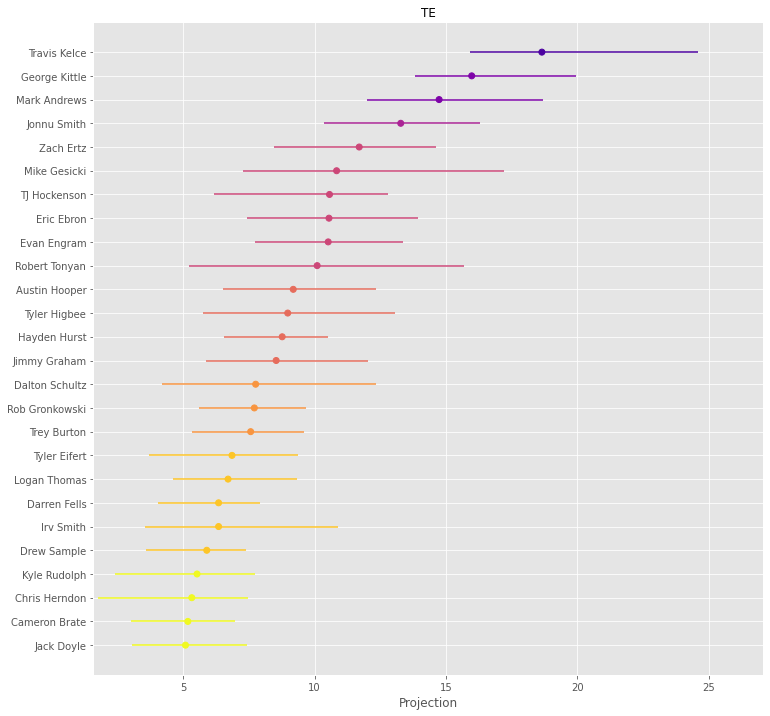 TE
Travis Kelce
George Kittle
Mark Andrews
Jonnu Smith
Zach Ertz
Mike Gesicki
TJ Hockenson
Eric Ebron
Evan Engram
Robert Tonyan
Austin Hooper
Tyler Higbee
Hayden Hurst
Jimmy Graham
Dalton Schultz
Rob Gronkowski
Trey Burton
Tyler Eifert
Logan Thomas
Darren Fells
Irv Smith
Drew Sample
Kyle Rudolph
Chris Herndon
Cameron Brate
Jack Doyle
5 10 15 20 25
Projection